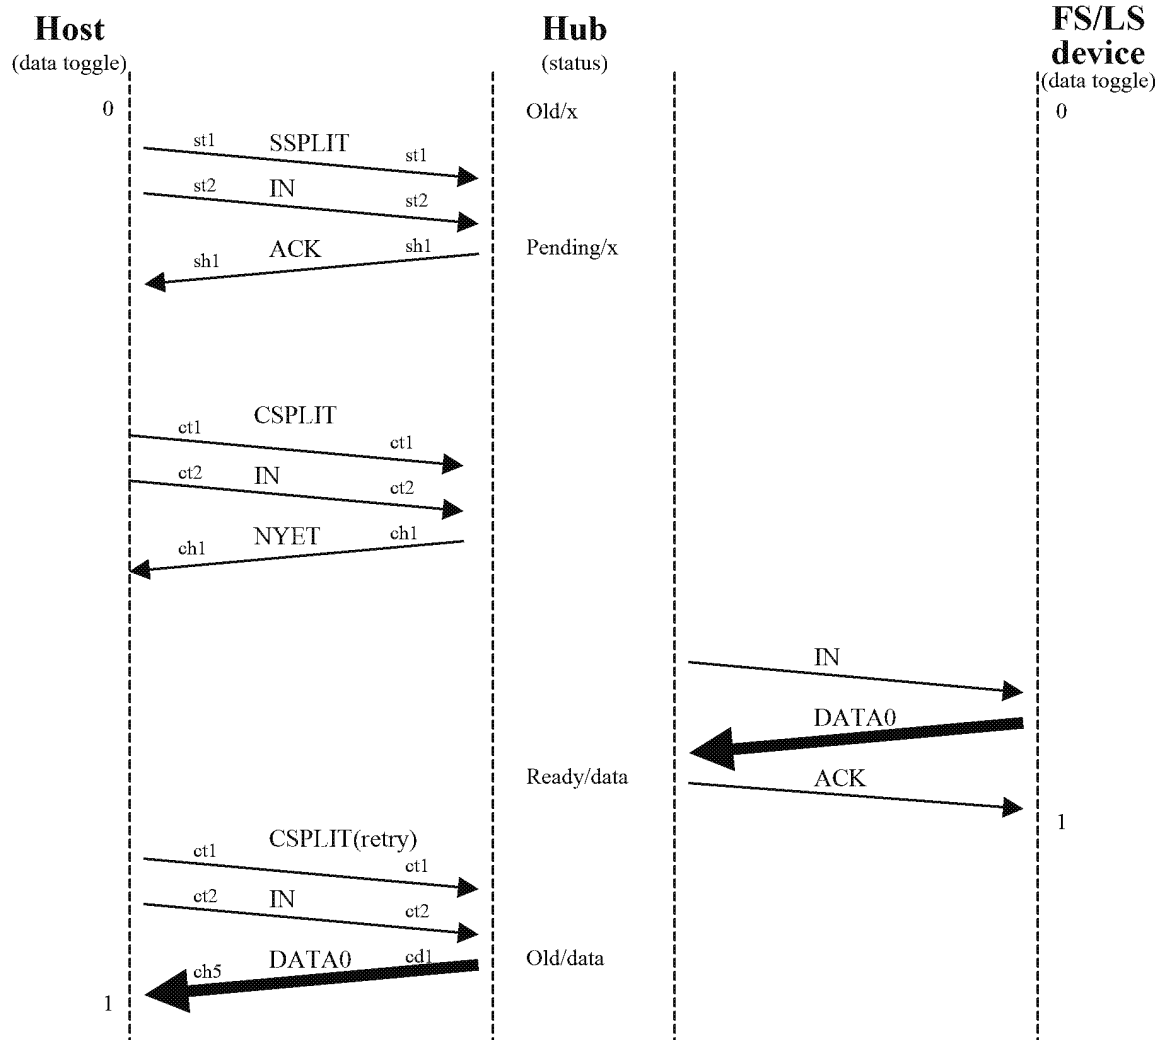 Host
(data toggle)
Hub
(status)
FS/LS
device
(data toggle)
0
Old/x
0
st1
SSPLIT
st1
st2
IN
st2
sh1
ACK
sh1
Pending/x
CSPLIT
ct1
ct1
ct2
IN
ct2
NYET
ch1
ch1
IN
DATA0
Ready/data
ACK
1
CSPLIT(retry)
ct1
ct1
ct2
IN
ct2
ch5
DATA0
cd1
Old/data
1